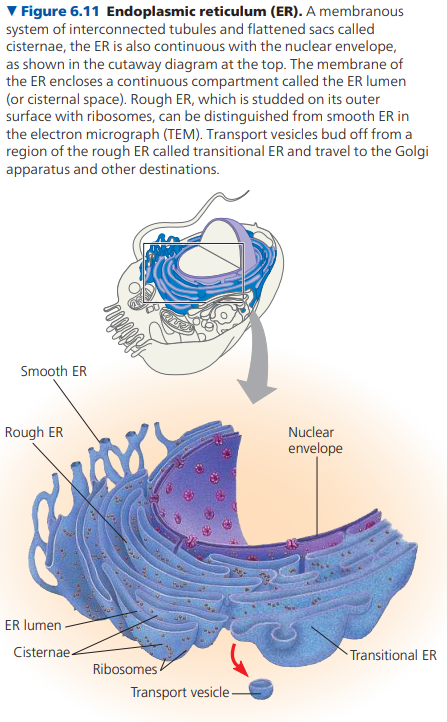 ▼ Figure 6.11 Endoplasmic reticulum (ER). A membranous
system of interconnected tubules and flattened sacs called
cisternae, the ER is also continuous with the nuclear envelope,
as shown in the cutaway diagram at the top. The membrane of
the ER encloses a continuous compartment called the ER lumen
(or cisternal space). Rough ER, which is studded on its outer
surface with ribosomes, can be distinguished from smooth ER in
the electron micrograph (TEM). Transport vesicles bud off from a
region of the rough ER called transitional ER and travel to the Golgi
apparatus and other destinations.
Smooth ER
Rough ER
Nuclear
envelope
ER lumen
Cisternae
Ribosomes
Transport vesicle
Transitional ER